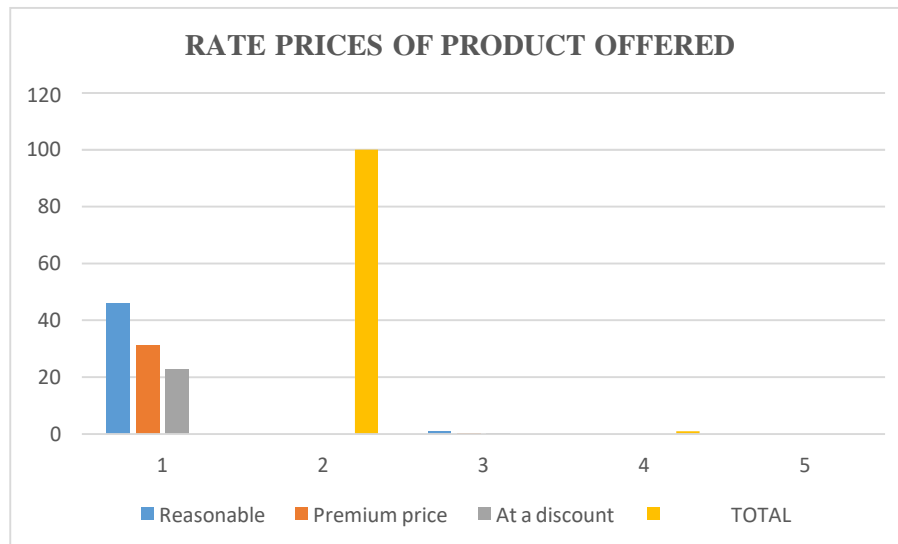 RATE PRICES OF PRODUCT OFFERED
120
100
80
60
40
20
0
1 2 3 4 5
Reasonable Premium price At a discount TOTAL